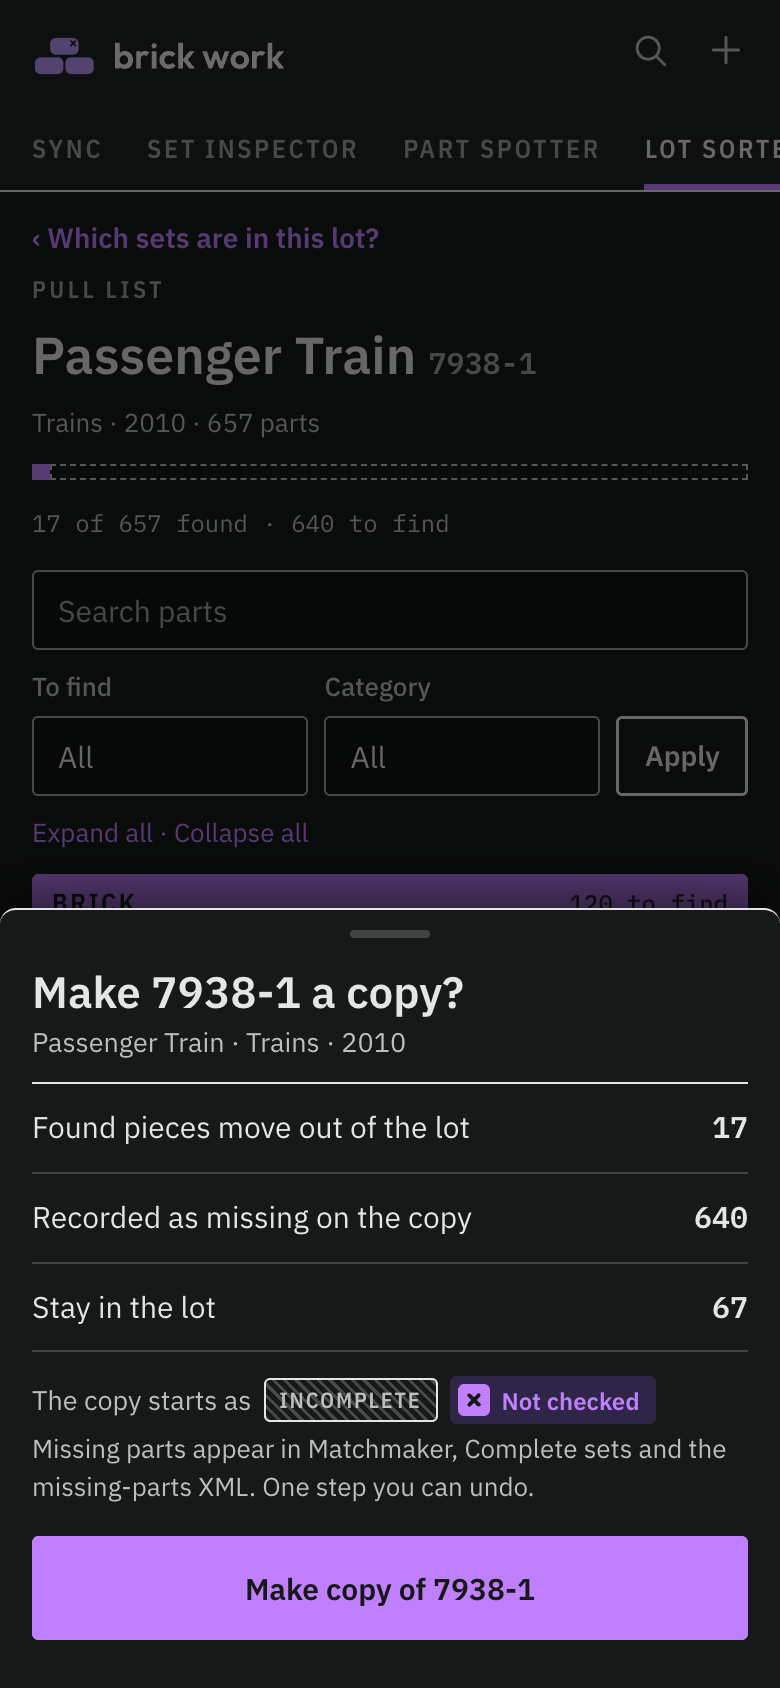 brick work
SYNC SET INSPECTOR PART SPOTTER LOT SORTE
‹ Which sets are in this lot?
PULL LIST
Passenger Train 7938-1
Trains · 2010 · 657 parts
17 of 657 found · 640 to find
Search parts
To find Category
All All Apply
Expand all · Collapse all
BRICK 120 to find
Make 7938-1 a copy?
Passenger Train · Trains · 2010
Found pieces move out of the lot 17
Recorded as missing on the copy 640
Stay in the lot 67
The copy starts as INCOMPLETE Not checked
Missing parts appear in Matchmaker, Complete sets and the
missing-parts XML. One step you can undo.
Make copy of 7938-1